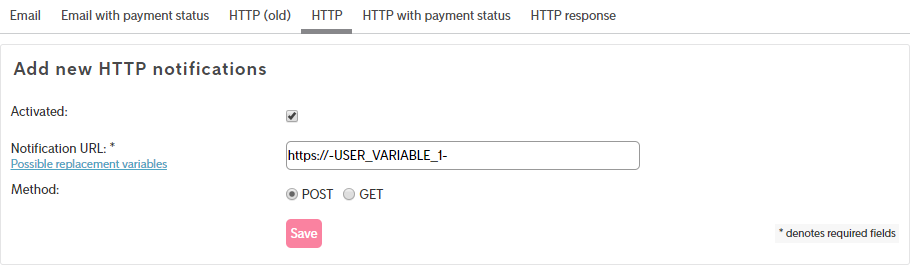 Email Email with payment status HTTP (old) HTTP HTTP with payment status HTTP response
Add new HTTP notifications
Activated:
Notification URL: * https://-USER_VARIABLE_1-
Possible replacement variables
Method: POST GET
Save * denotes required fields